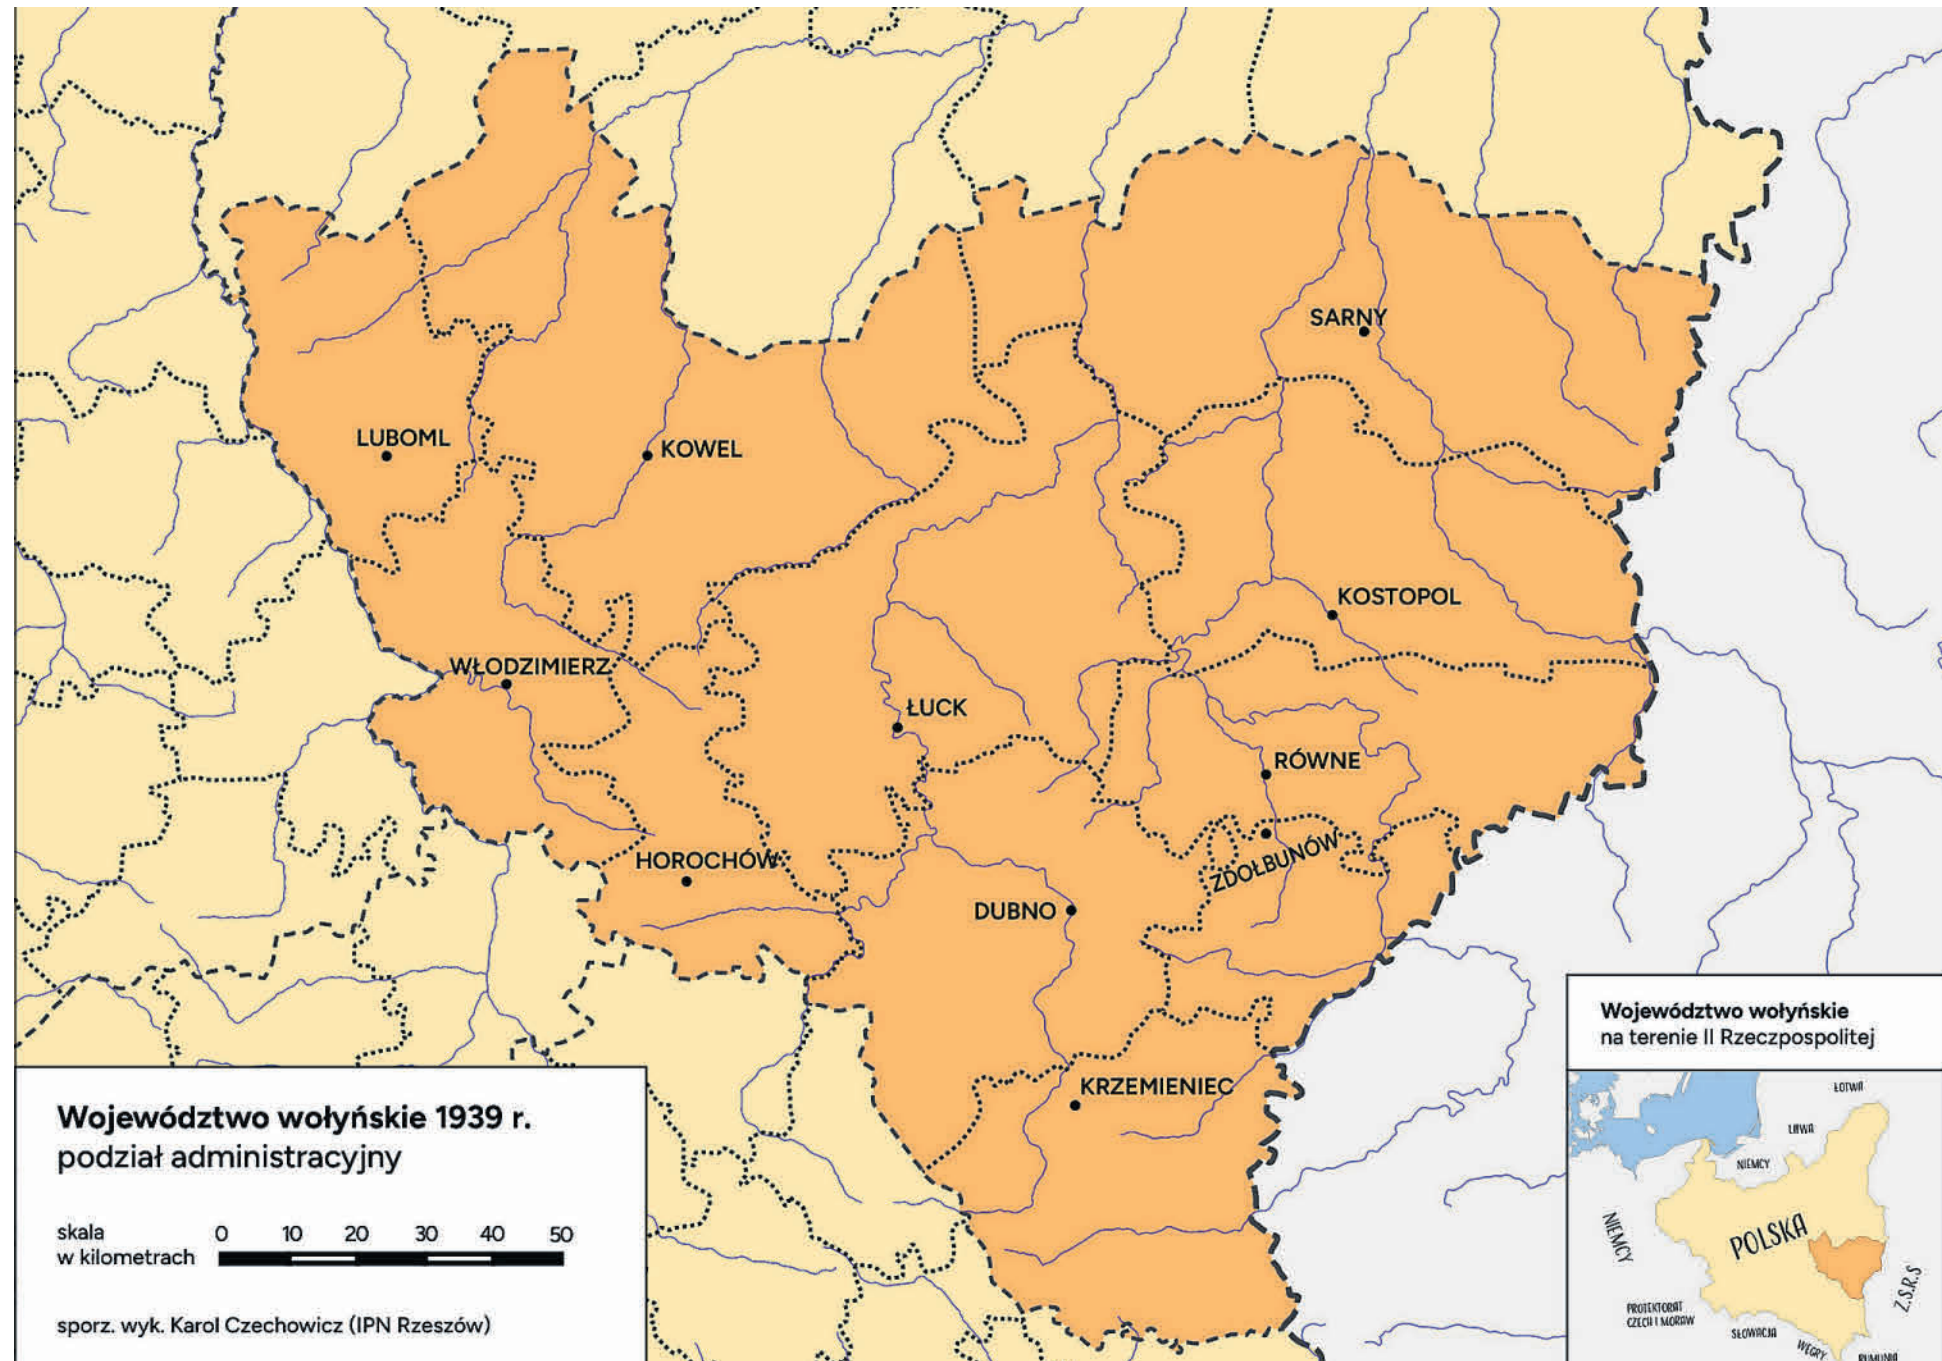 SARNY
LUBOML
KOWEL
KOSTOPOL
WŁODZIMIERZ
ŁUCK
RÓWNE
ZDOŁBUNÓW
HOROCHÓW
DUBNO
KRZEMIENIEC
Województwo wołyńskie 1939 r.
podział administracyjny
skala
w kilometrach
0 10 20 30 40 50
sporz. wyk. Karol Czechowicz (IPN Rzeszów)
Województwo wołyńskie
na terenie II Rzeczpospolitej
ŁOTWA
LITWA
NIEMCY
NIEMCY
POLSKA
Z.S.R.S
PROTEKTORAT
CZECH I MORAW
SŁOWACJA
WĘGRY
RUMUNIA